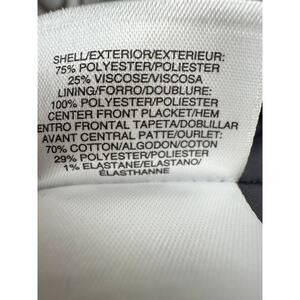 SHELL/EXTERIOR/EXTERIEUR:
75% POLYESTER/POLIESTER
25% VISCOSE/VISCOSA
LINING/FORRO/DOUBLURE:
100% POLYESTER/POLIESTER
CENTER FRONT PLACKET/HEM
ENTRO FRONTAL TAPETA/DOBLILLAR
AVANT CENTRAL PATTE/OURLET:
70% COTTON/ALGODON/COTON
29% POLYESTER/POLIESTER
1% ELASTANE/ELASTANO/
ÉLASTHANNE